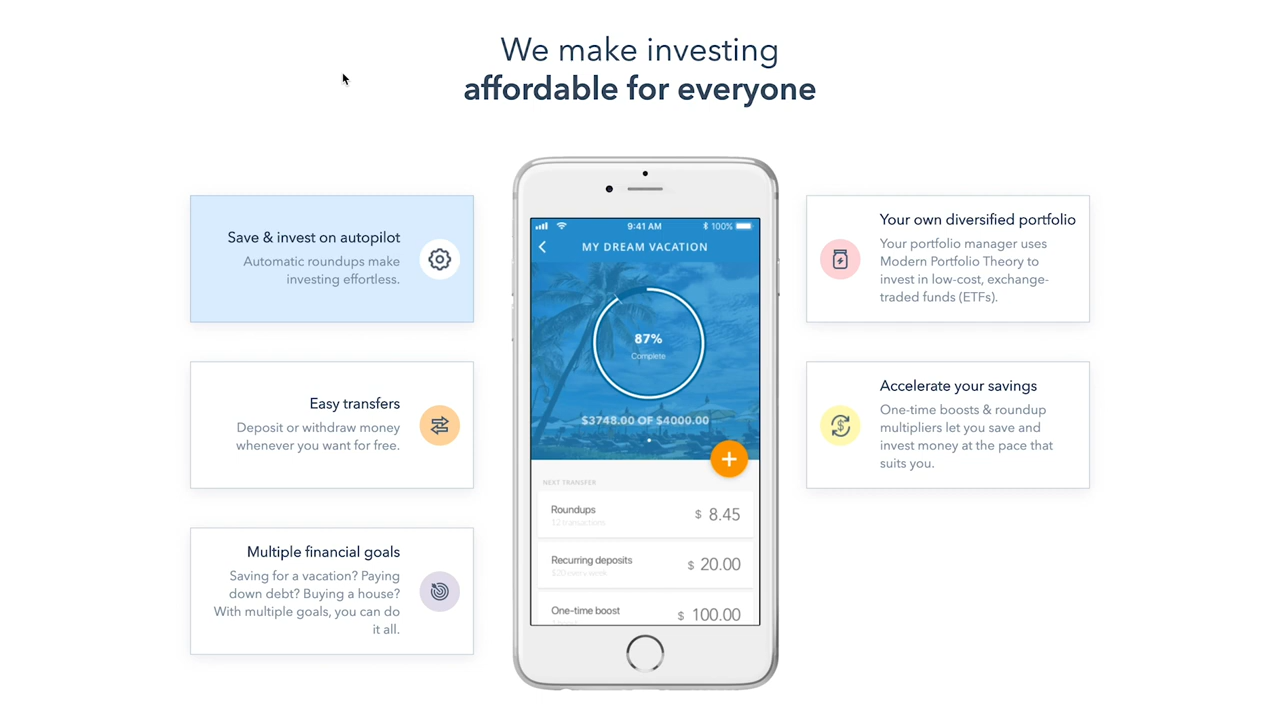 We make investing
affordable for everyone
Save & invest on autopilot
Automatic roundups make
investing effortless.
Easy transfers
Deposit or withdraw money
whenever you want for free.
Multiple financial goals
Saving for a vacation? Paying
down debt? Buying a house?
With multiple goals, you can do
it all.
9:41 AM
100%
MY DREAM VACATION
87%
Complete
$3748.00 OF $4000.00
+
NEXT TRANSFER
Roundups
$ 8.45
12 transactions
Recurring deposits
$ 20.00
$20 every week
One-time boost
$ 100.00
Your own diversified portfolio
Your portfolio manager uses
Modern Portfolio Theory to
invest in low-cost, exchange-
traded funds (ETFs).
Accelerate your savings
One-time boosts & roundup
multipliers let you save and
invest money at the pace that
suits you.